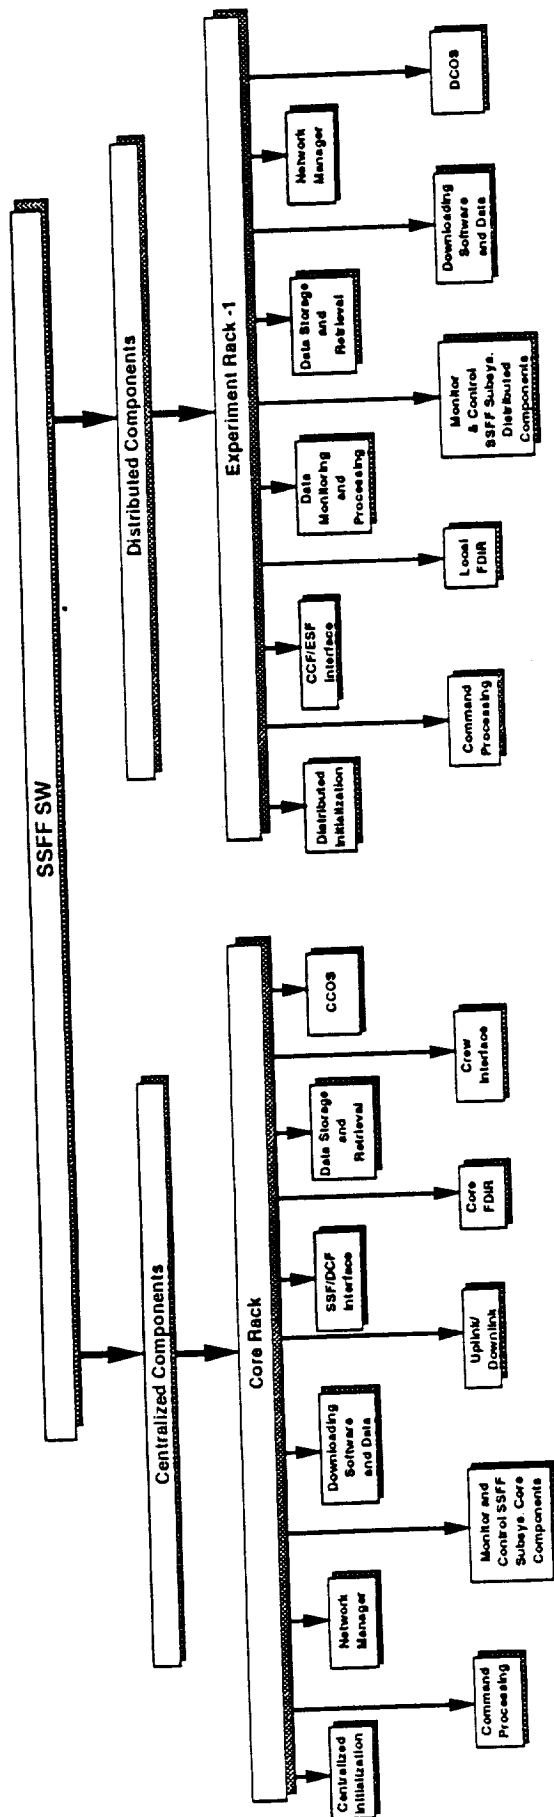 SSFF SW
Centralized Components
Distributed Components
Core Rack
Experiment Rack -1
Centralized
Initialization
Network
Manager
Downloading
Software
and Data
SSF/DCF
Interface
Data Storage
and
Retrieval
CCOS
Command
Processing
Monitor and
Control SSFF
Subsys. Core
Components
Uplink/
Downlink
Core
FDIR
Crew
Interface
Distributed
Initialization
CCF/ESF
Interface
Data
Monitoring
and
Processing
Data Storage
and
Retrieval
Network
Manager
Command
Processing
Local
FDIR
Monitor
& Control
SSFF Subsys.
Distributed
Components
Downloading
Software
and Data
DCOS